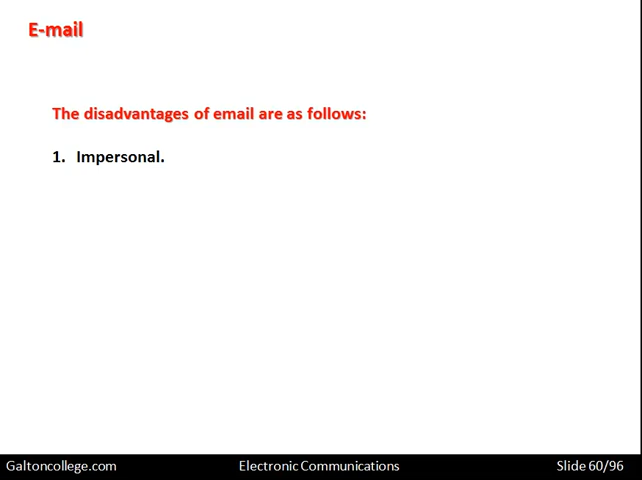 E-mail
The disadvantages of email are as follows:
1. Impersonal.
Galtoncollege.com Electronic Communications Slide 60/96